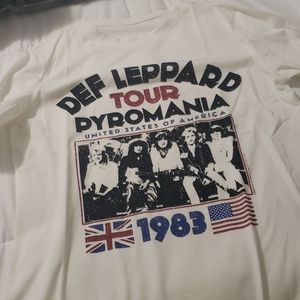 DEF LEPPARD
TOUR
PYROMANIA
UNITED STATES OF AMERICA
1983